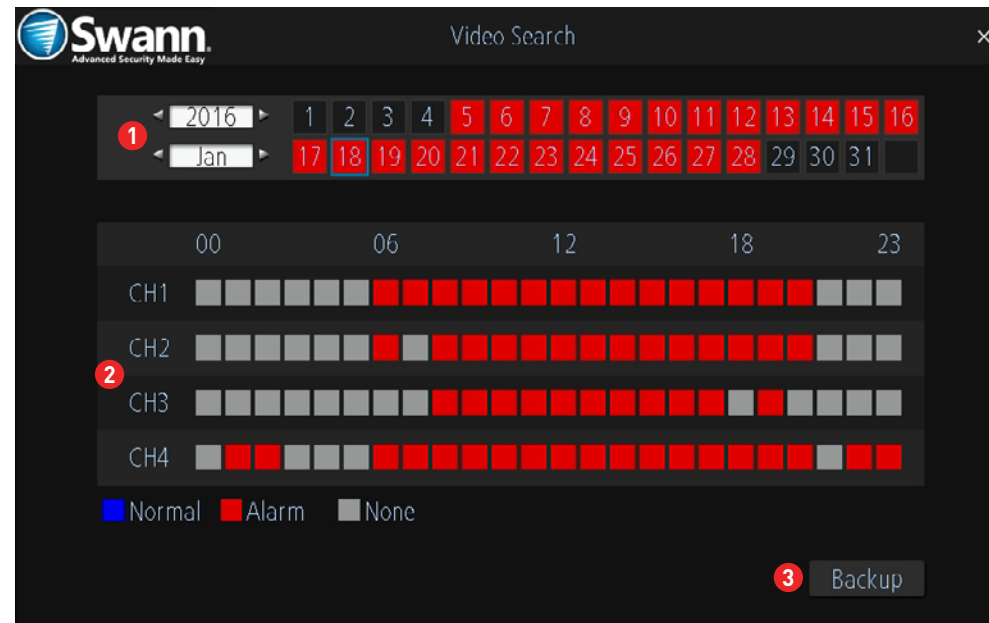 Swann.
Advanced Security Made Easy
Video Search ×
1
2016 1 2 3 4 5 6 7 8 9 10 11 12 13 14 15 16
Jan 17 18 19 20 21 22 23 24 25 26 27 28 29 30 31
00 06 12 18 23
CH1
CH2
2
CH3
CH4
Normal Alarm None
3 Backup